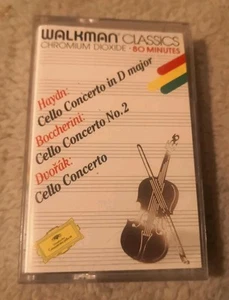 WALKMAN CLASSICS
CHROMIUM DIOXIDE · 80 MINUTES
Haydn:
Cello Concerto in D major
Boccherini:
Cello Concerto No.2
Dvořák:
Cello Concerto